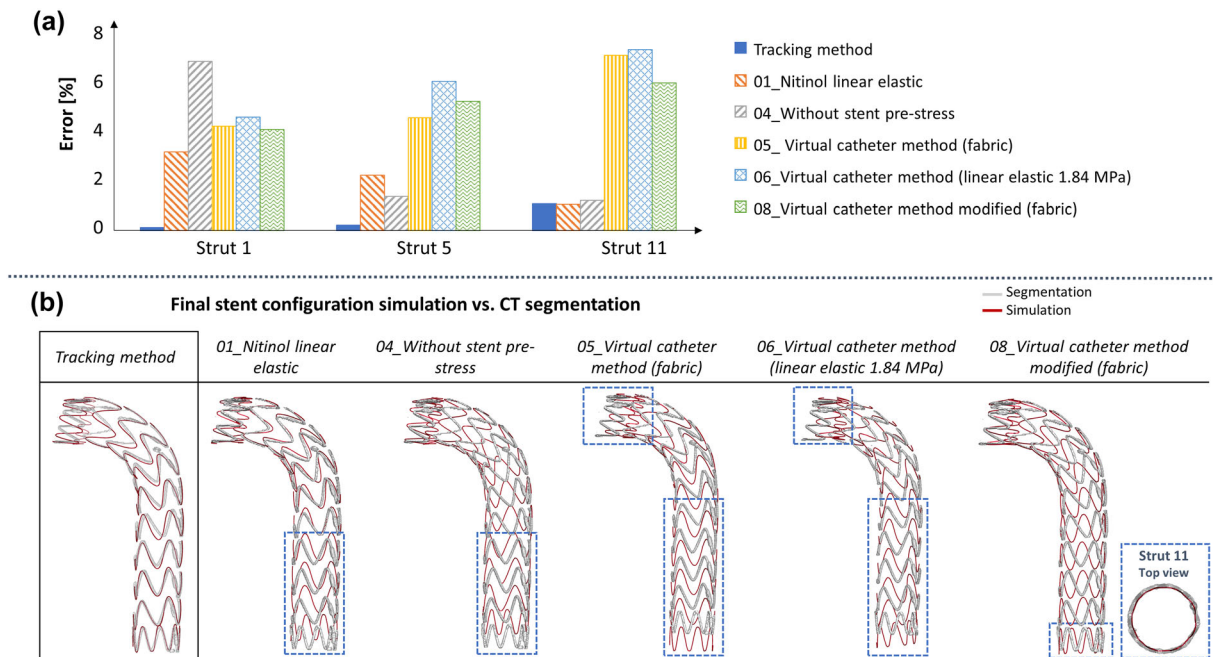 (a)
8
6
4
2
0
Error [%]
Strut 1
Strut 5
Strut 11
Tracking method
01_Nitinol linear elastic
04_Without stent pre-stress
05_ Virtual catheter method (fabric)
06_Virtual catheter method (linear elastic 1.84 MPa)
08_Virtual catheter method modified (fabric)
(b)
Final stent configuration simulation vs. CT segmentation
Segmentation
Simulation
Tracking method
01_Nitinol linear
elastic
04_Without stent pre-
stress
05_Virtual catheter
method (fabric)
06_Virtual catheter method
(linear elastic 1.84 MPa)
08_Virtual catheter method
modified (fabric)
Strut 11
Top view